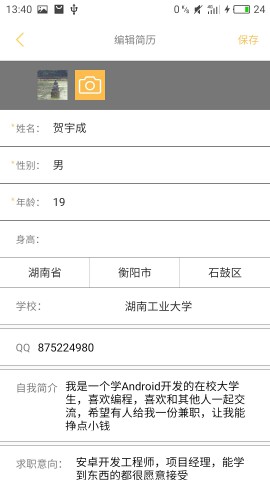 13:40 0 K/s 4G 24
编辑简历 保存
*姓名: 贺宇成
*性别: 男
*年龄: 19
身高:
湖南省 衡阳市 石鼓区
学校: 湖南工业大学
QQ 875224980
自我简介 我是一个学Android开发的在校大学
生，喜欢编程，喜欢和其他人一起交
流，希望有人给我一份兼职，让我能
挣点小钱
求职意向: 安卓开发工程师，项目经理，能学
到东西的都很愿意接受